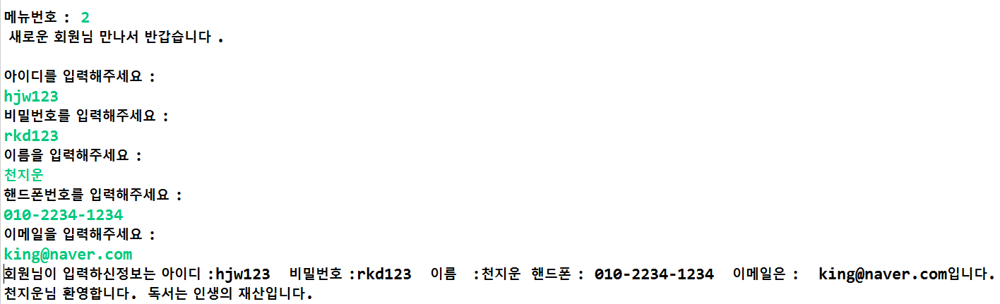 메뉴번호 : 2
새로운 회원님 만나서 반갑습니다 .
아이디를 입력해주세요 :
hjw123
비밀번호를 입력해주세요 :
rkd123
이름을 입력해주세요 :
천지운
핸드폰번호를 입력해주세요 :
010-2234-1234
이메일을 입력해주세요 :
king@naver.com
회원님이 입력하신정보는 아이디 :hjw123 비밀번호 :rkd123 이름 :천지운 핸드폰 : 010-2234-1234 이메일은 : king@naver.com입니다.
천지운님 환영합니다. 독서는 인생의 재산입니다.